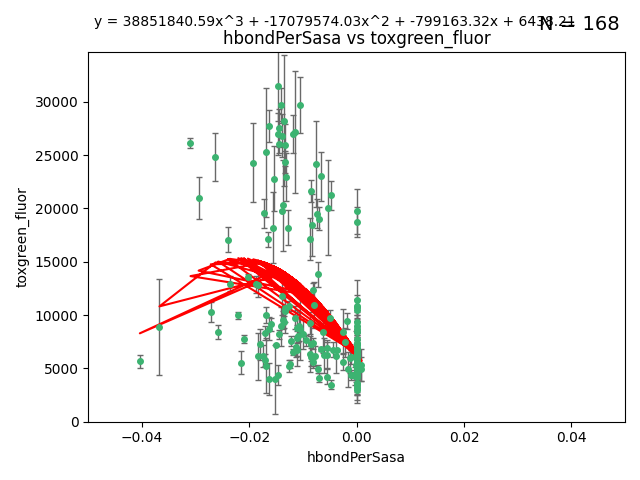 y = 38851840.59x^3 + -17079574.03x^2 + -799163.32x + 6438.21
N = 168
hbondPerSasa vs toxgreen_fluor
30000
25000
20000
15000
10000
5000
0
toxgreen_fluor
−0.04 −0.02 0.00 0.02 0.04
hbondPerSasa